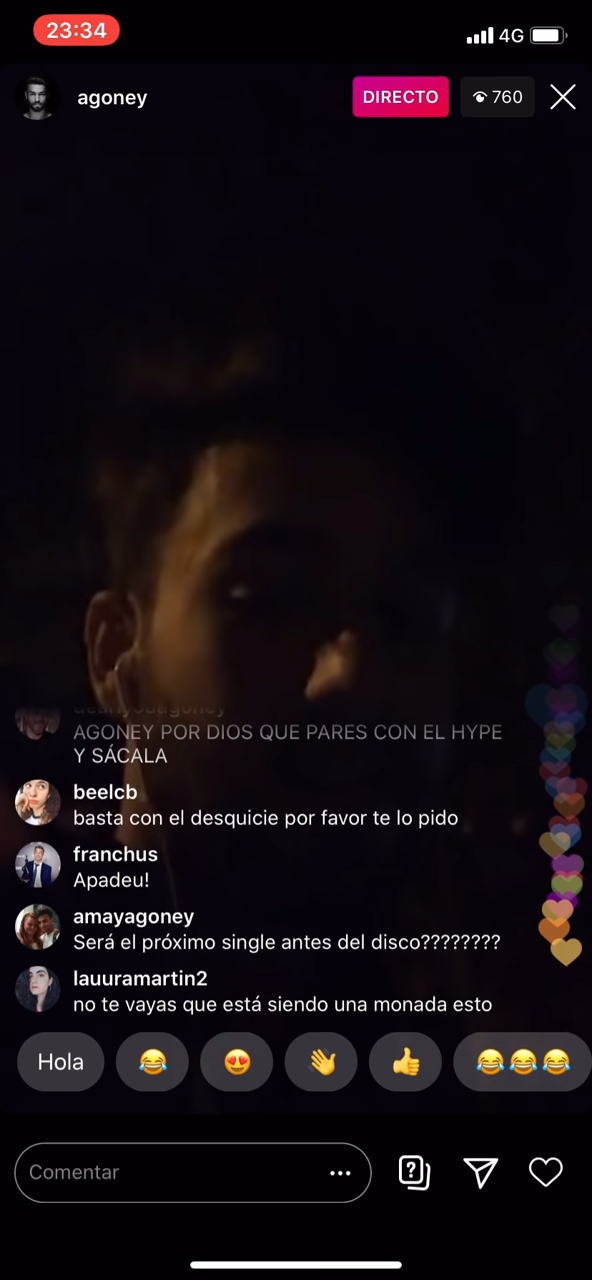 23:34
4G
agoney
DIRECTO
760
AGONEY POR DIOS QUE PARES CON EL HYPE
Y SÁCALA
beelcb
basta con el desquicie por favor te lo pido
franchus
Apadeu!
amayagoney
Será el próximo single antes del disco????????
lauuramartin2
no te vayas que está siendo una monada esto
Hola 😂 😍 👋 👍 😂😂😂
Comentar